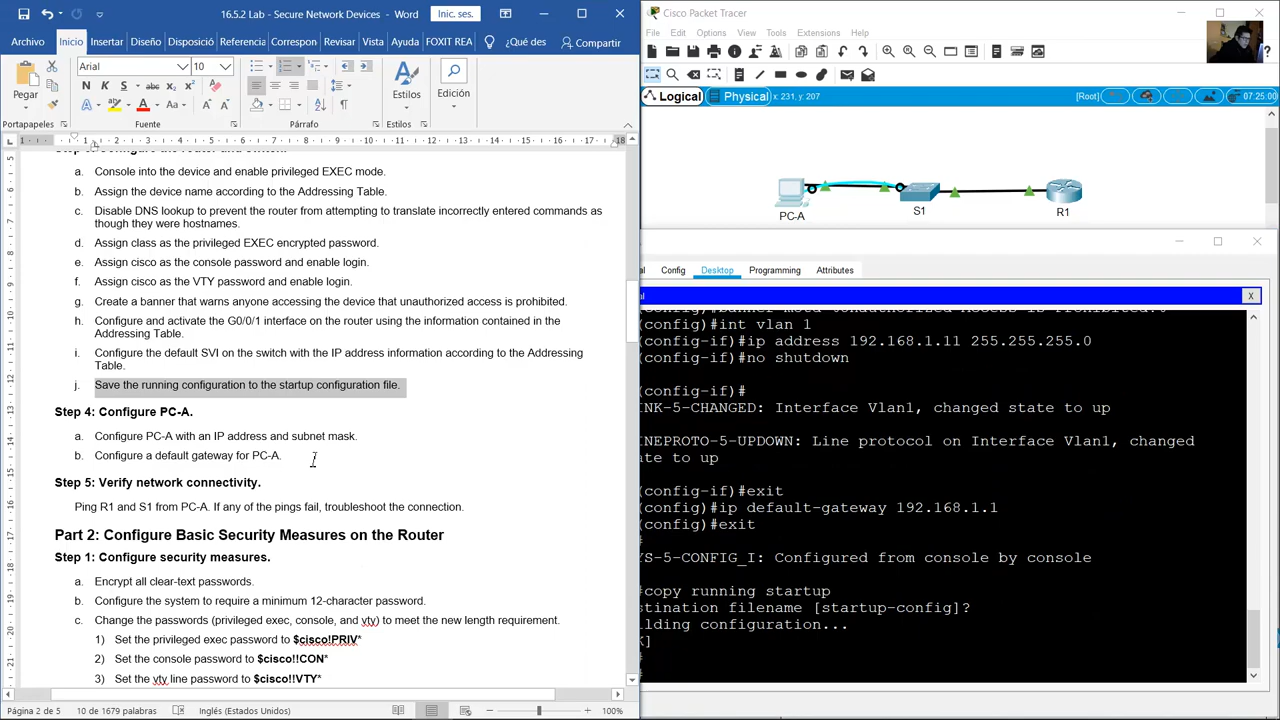 16.5.2 Lab - Secure Network Devices - Word
Inic. ses.
Archivo Inicio Insertar Dibujar Diseño Disposició Referencia Correspon Revisar Vista Ayuda FOXIT REA ¿Qué des Compartir
Arial 10
Pegar
Estilos
Edición
Portapapeles Fuente Párrafo Estilos
a. Console into the device and enable privileged EXEC mode.
b. Assign the device name according to the Addressing Table.
c. Disable DNS lookup to prevent the router from attempting to translate incorrectly entered commands as
though they were hostnames.
d. Assign class as the privileged EXEC encrypted password.
e. Assign cisco as the console password and enable login.
f. Assign cisco as the VTY password and enable login.
g. Create a banner that warns anyone accessing the device that unauthorized access is prohibited.
h. Configure and activate the G0/0/1 interface on the router using the information contained in the
Addressing Table.
i. Configure the default SVI on the switch with the IP address information according to the Addressing
Table.
j. Save the running configuration to the startup configuration file.
Step 4: Configure PC-A.
a. Configure PC-A with an IP address and subnet mask.
b. Configure a default gateway for PC-A.
Step 5: Verify network connectivity.
Ping R1 and S1 from PC-A. If any of the pings fail, troubleshoot the connection.
Part 2: Configure Basic Security Measures on the Router
Step 1: Configure security measures.
a. Encrypt all clear-text passwords.
b. Configure the system to require a minimum 12-character password.
c. Change the passwords (privileged exec, console, and vty) to meet the new length requirement.
1) Set the privileged exec password to $cisco!PRIV*
2) Set the console password to $cisco!!CON*
3) Set the vty line password to $cisco!!VTY*
Página 2 de 5 10 de 1679 palabras Inglés (Estados Unidos) 100%
Cisco Packet Tracer
File Edit Options View Tools Extensions Help
Logical Physical x: 231, y: 207 [Root] 07:25:00
PC-A
S1
R1
al Config Desktop Programming Attributes
al X
(config)#int vlan 1
(config-if)#ip address 192.168.1.11 255.255.255.0
(config-if)#no shutdown
(config-if)#
INK-5-CHANGED: Interface Vlan1, changed state to up
NEPROTO-5-UPDOWN: Line protocol on Interface Vlan1, changed
ate to up
(config-if)#exit
(config)#ip default-gateway 192.168.1.1
(config)#exit
#
YS-5-CONFIG_I: Configured from console by console
#copy running startup
stination filename [startup-config]?
ilding configuration...
K]
#
#